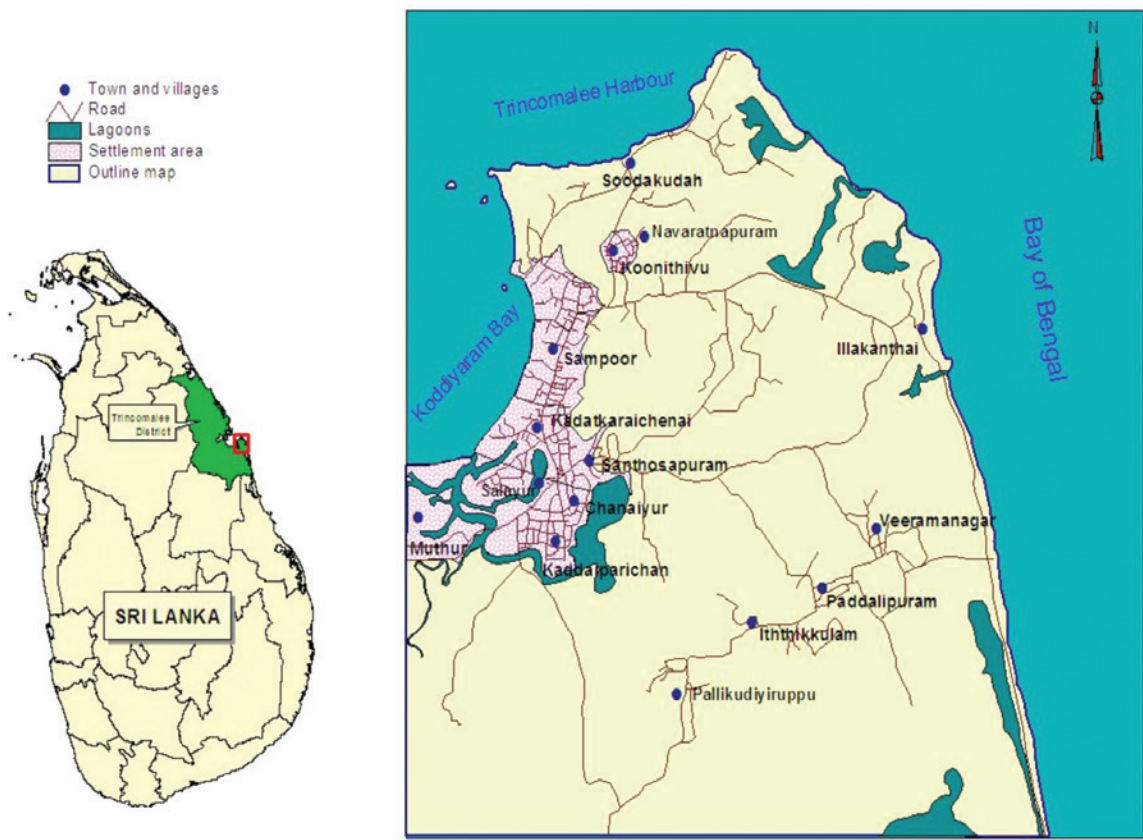 Town and villages
Road
Lagoons
Settlement area
Outline map
Trincomalee
District
SRI LANKA
N
Trincomalee Harbour
Soodakudah
Navaratnapuram
Koonithivu
Koddiyaram Bay
Sampoor
Illakanthai
Bay of Bengal
Kadatkaraichenai
Santhosapuram
Salayur
Chanaiyur
Muthur
Kaddaiparichan
Veeramanagar
Paddalipuram
Iththikkulam
Pallikudiyiruppu